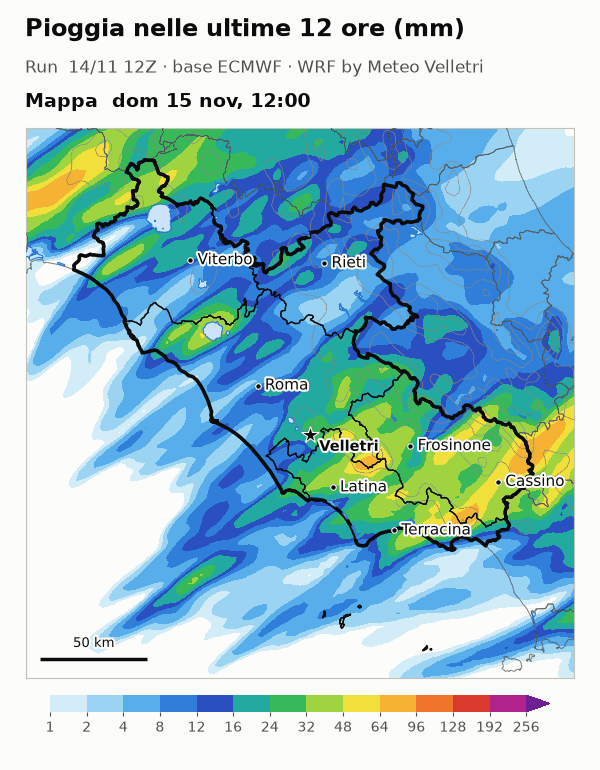 Pioggia nelle ultime 12 ore (mm)
Run  14/11 12Z · base ECMWF · WRF by Meteo Velletri
Mappa  dom 15 nov, 12:00
Viterbo
Rieti
Roma
Velletri
Frosinone
Latina
Cassino
Terracina
50 km
1 2 4 8 12 16 24 32 48 64 96 128 192 256